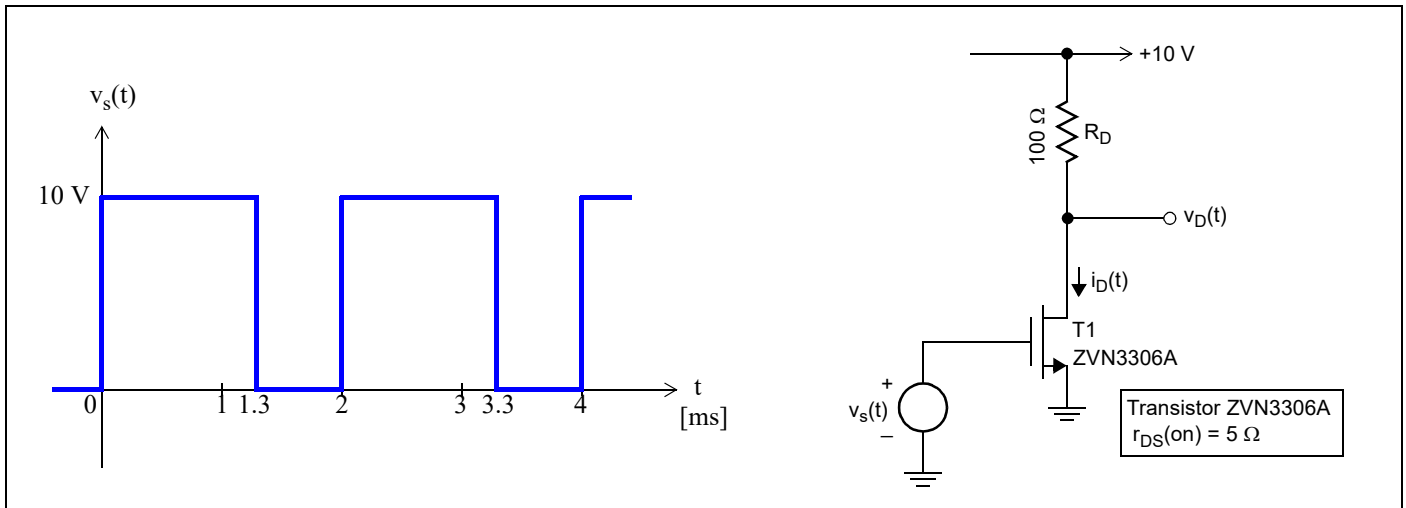 v_s(t)
10 V
0
1
1.3
2
3
3.3
4
t
[ms]
+10 V
100 Ω
R_D
v_D(t)
i_D(t)
T1
ZVN3306A
+
v_s(t)
–
Transistor ZVN3306A
r_DS(on) = 5 Ω